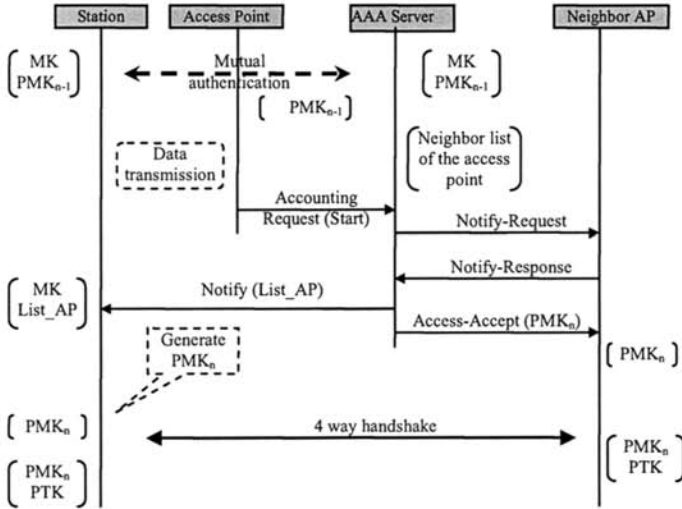 Station
Access Point
AAA Server
Neighbor AP
MK
PMKn-1
Mutual
authentication
MK
PMKn-1
PMKn-1
Data
transmission
Neighbor list
of the access
point
Accounting
Request (Start)
Notify-Request
Notify-Response
MK
List_AP
Notify (List_AP)
Access-Accept (PMKn)
Generate
PMKn
PMKn
PMKn
4 way handshake
PMKn
PTK
PMKn
PTK